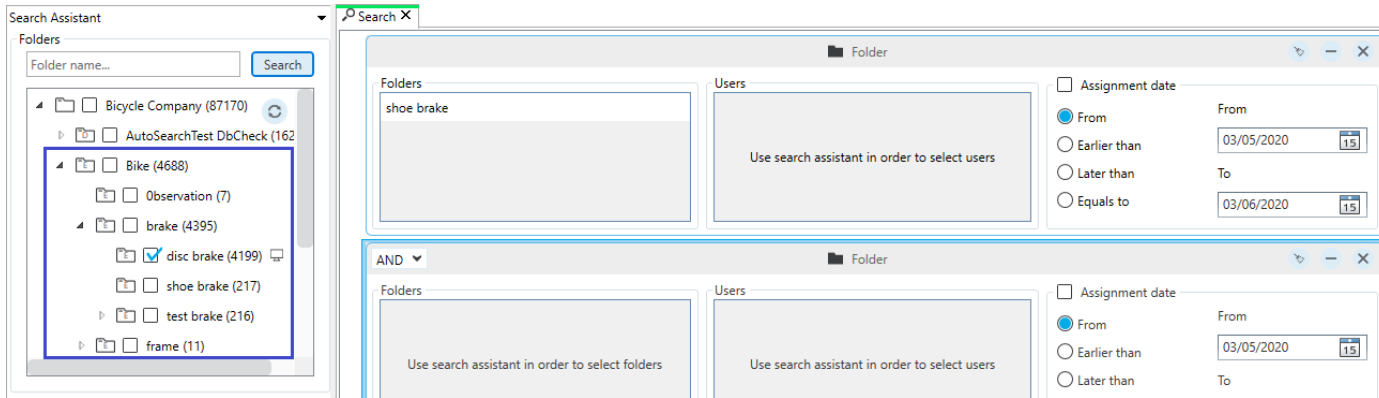 Search Assistant
Folders
Folder name...
Search
Bicycle Company (87170)
D
AutoSearchTest DbCheck (162
E
Bike (4688)
E
0bservation (7)
E
brake (4395)
E
disc brake (4199)
E
shoe brake (217)
E
test brake (216)
E
frame (11)
Search
Folder
Folders
shoe brake
Users
Use search assistant in order to select users
Assignment date
From
Earlier than
Later than
Equals to
From
03/05/2020
15
To
03/06/2020
15
AND
Folder
Folders
Use search assistant in order to select folders
Users
Use search assistant in order to select users
Assignment date
From
Earlier than
Later than
From
03/05/2020
15
To